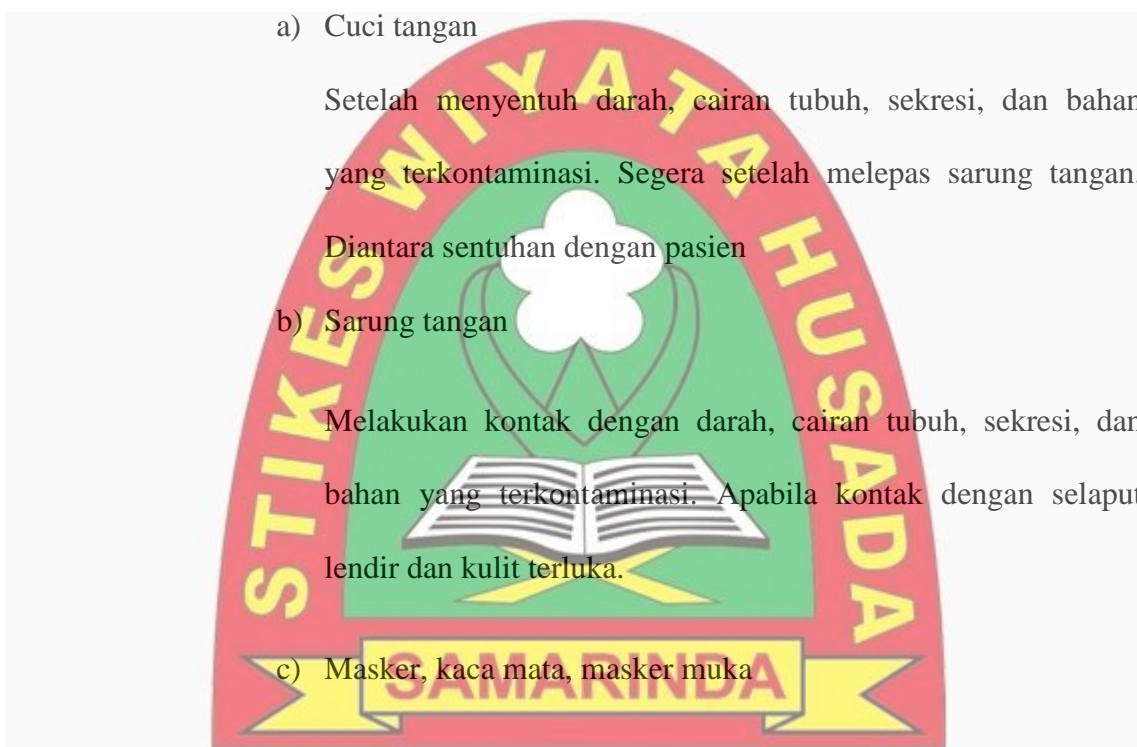 a) Cuci tangan
Setelah menyentuh darah, cairan tubuh, sekresi, dan bahan
yang terkontaminasi. Segera setelah melepas sarung tangan.
Diantara sentuhan dengan pasien
b) Sarung tangan
Melakukan kontak dengan darah, cairan tubuh, sekresi, dan
bahan yang terkontaminasi. Apabila kontak dengan selaput
lendir dan kulit terluka.
c) Masker, kaca mata, masker muka
STIKES WIYATA HUSADA
SAMARINDA